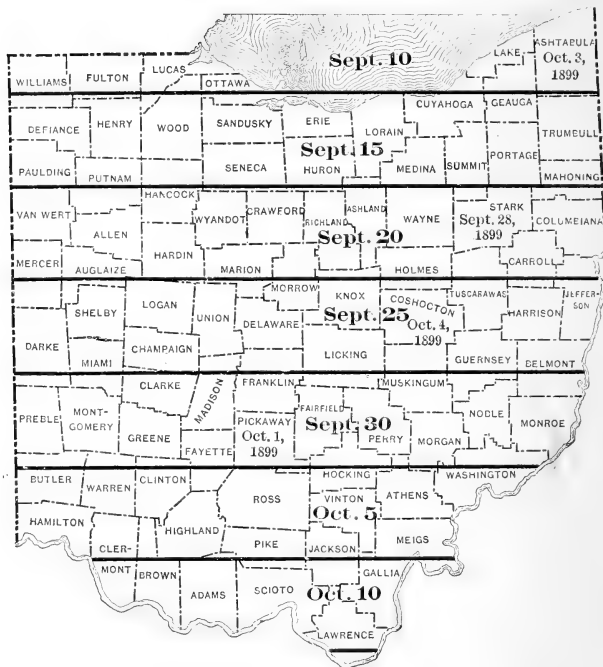 Sept. 10
LAKE
ASHTABULA
Oct. 3,
1899
WILLIAMS
FULTON
LUCAS
OTTAWA
CUYAHOGA
GEAUGA
DEFIANCE
HENRY
WOOD
SANDUSKY
ERIE
LORAIN
TRUMBULL
Sept. 15
PAULDING
PUTNAM
SENECA
HURON
MEDINA
SUMMIT
PORTAGE
MAHONING
HANCOCK
VAN WERT
ALLEN
WYANDOT
CRAWFORD
RICHLAND
ASHLAND
WAYNE
STARK
Sept. 28,
1899
COLUMBIANA
Sept. 20
MERCER
AUGLAIZE
HARDIN
MARION
HOLMES
CARROLL
MORROW
SHELBY
LOGAN
UNION
DELAWARE
KNOX
COSHOCTON
Oct. 4,
1899
TUSCARAWAS
HARRISON
JEFFER-
SON
Sept. 25
DARKE
MIAMI
CHAMPAIGN
LICKING
GUERNSEY
BELMONT
CLARKE
MADISON
FRANKLIN
MUSKINGUM
PREBLE
MONT-
GOMERY
GREENE
FAYETTE
PICKAWAY
Oct. 1,
1899
FAIRFIELD
Sept. 30
PERRY
MORGAN
NOBLE
MONROE
BUTLER
WARREN
CLINTON
ROSS
HOCKING
VINTON
ATHENS
WASHINGTON
Oct. 5
HAMILTON
CLER-
MONT
HIGHLAND
PIKE
JACKSON
MEIGS
BROWN
ADAMS
SCIOTO
GALLIA
Oct. 10
LAWRENCE